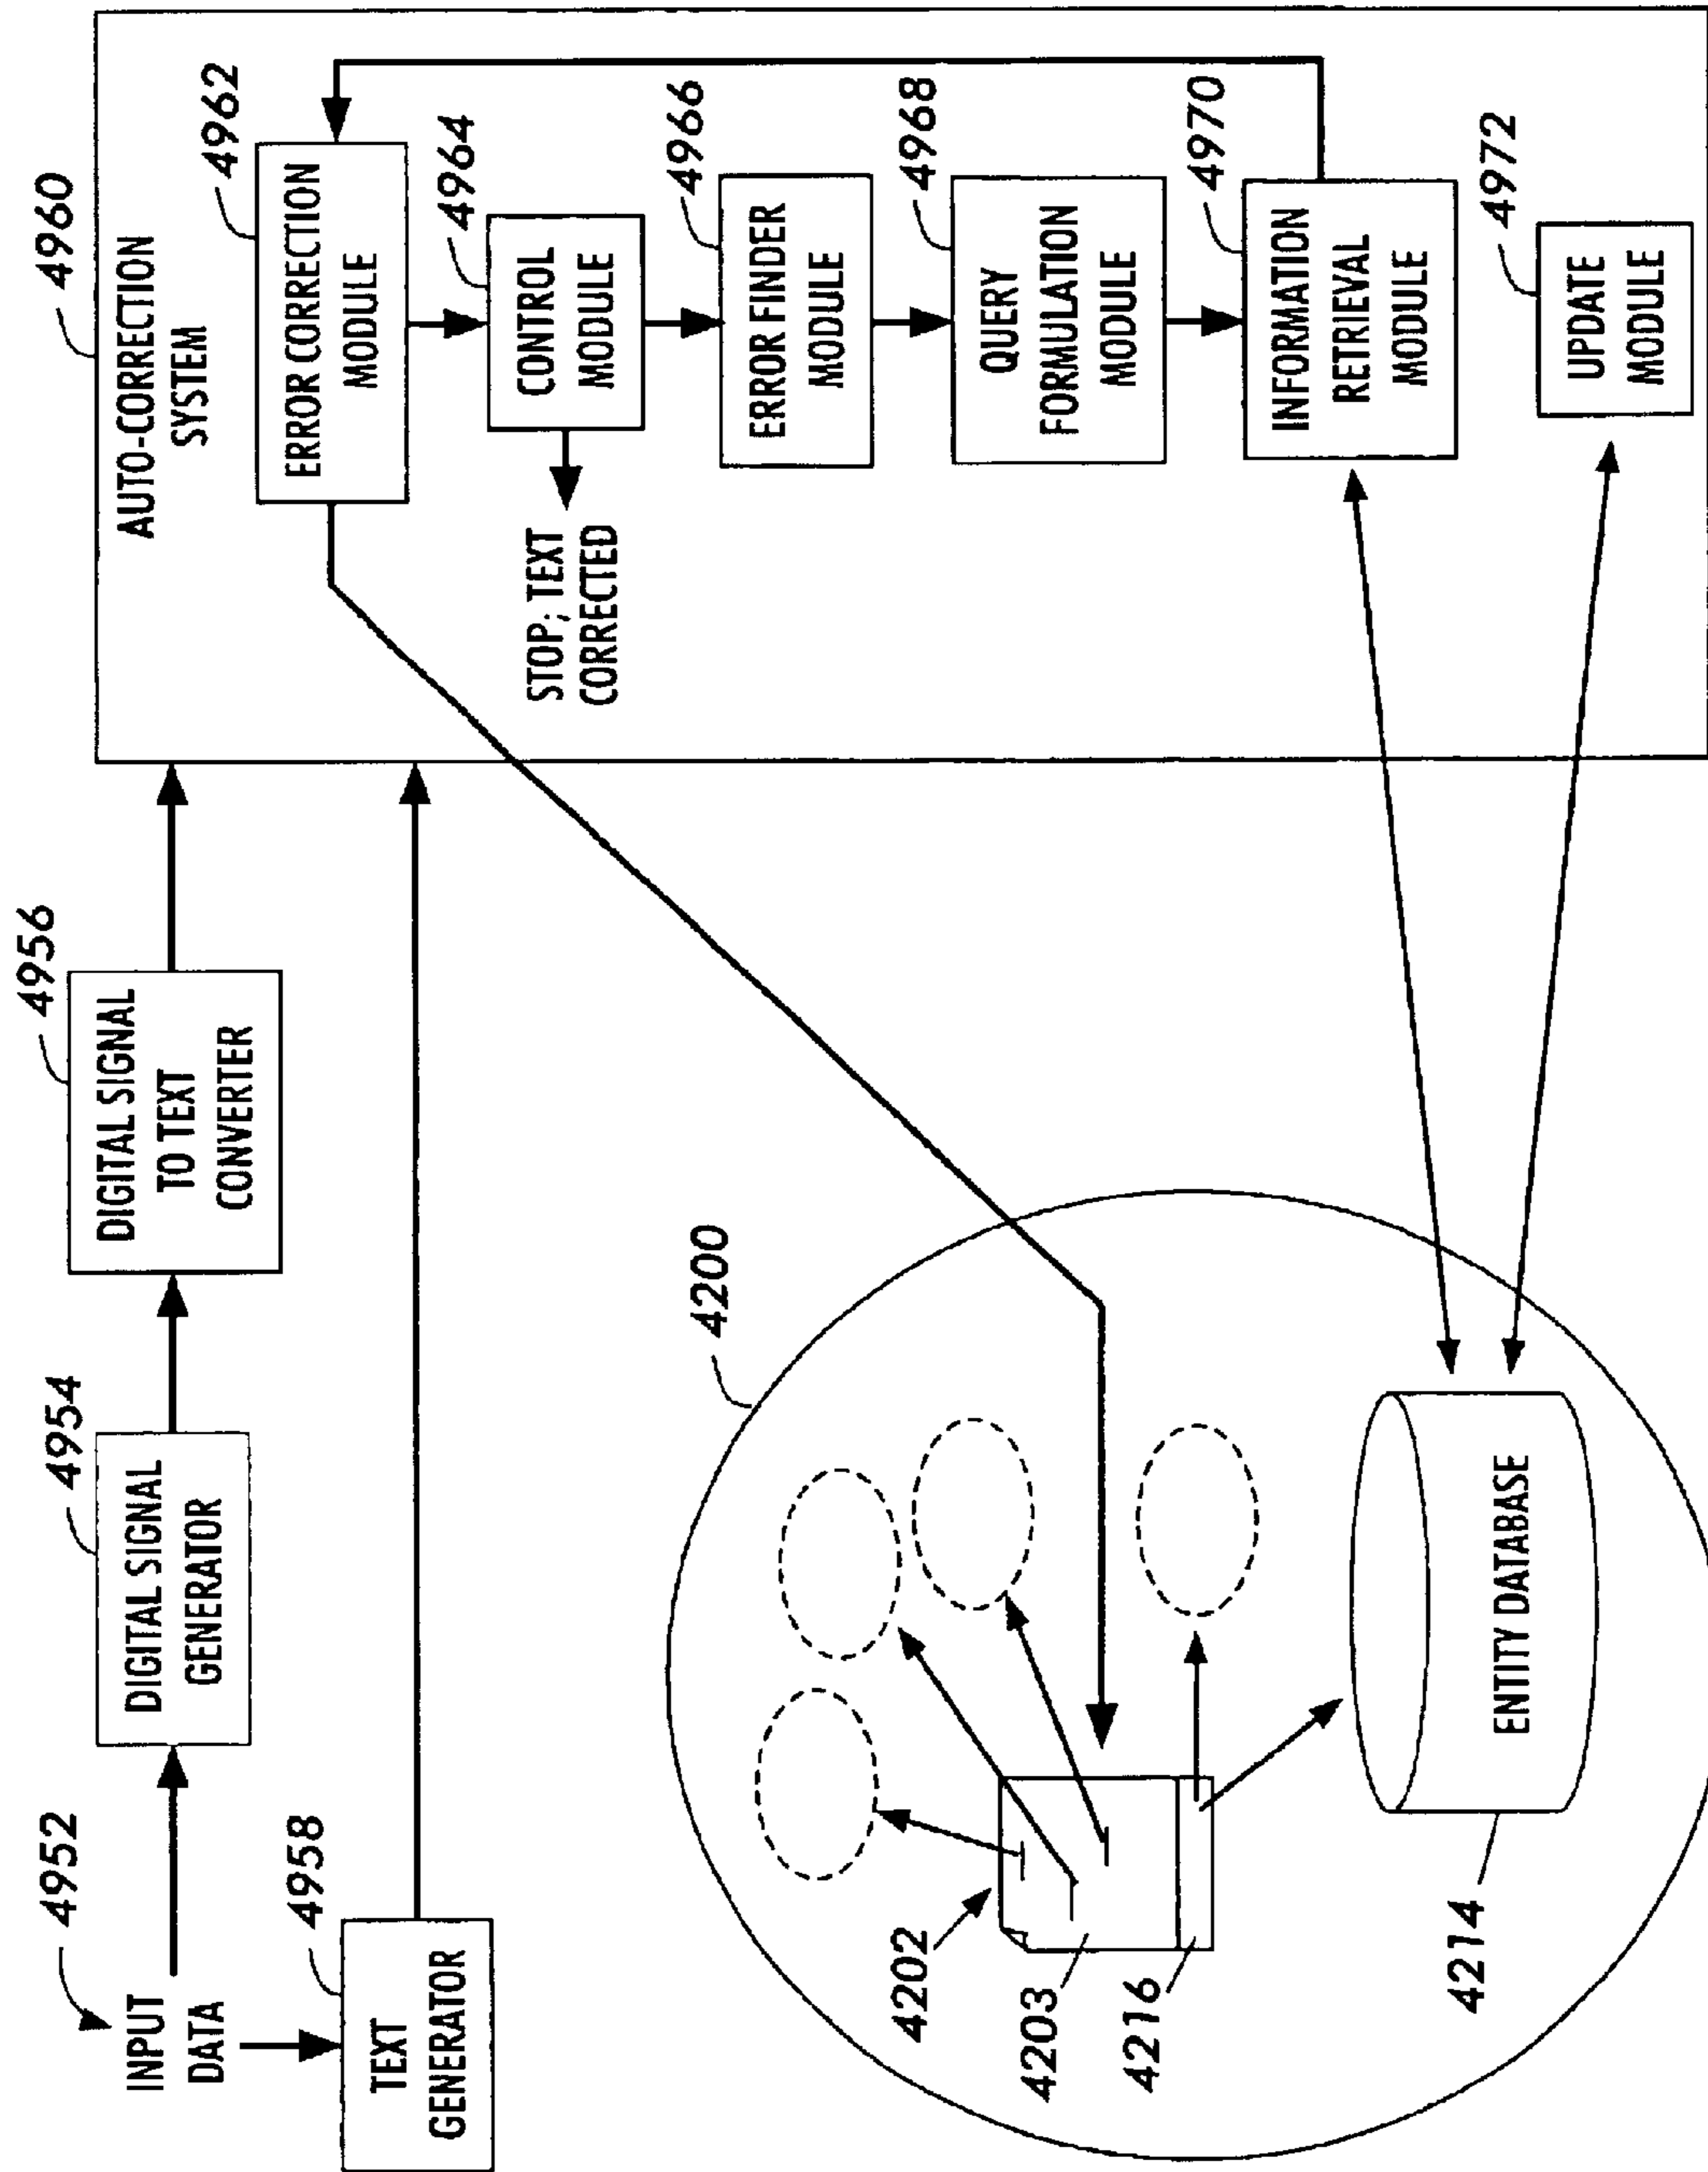 4952
INPUT
DATA
4954
DIGITAL SIGNAL
GENERATOR
4956
DIGITAL SIGNAL
TO TEXT
CONVERTER
4958
TEXT
GENERATOR
4960
AUTO-CORRECTION
SYSTEM
4962
ERROR CORRECTION
MODULE
4964
CONTROL
MODULE
STOP; TEXT
CORRECTED
4966
ERROR FINDER
MODULE
4968
QUERY
FORMULATION
MODULE
4970
INFORMATION
RETRIEVAL
MODULE
4972
UPDATE
MODULE
4200
4202
4203
4216
4214
ENTITY DATABASE